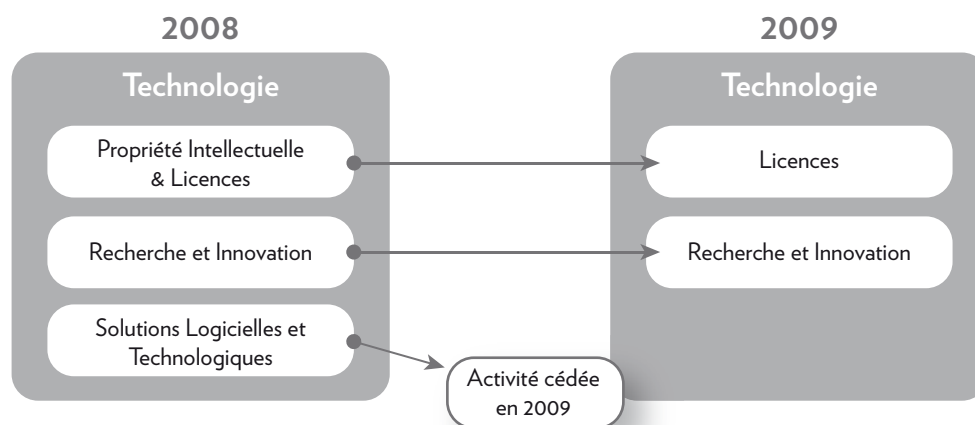 2008
Technologie
Propriété Intellectuelle
& Licences
Recherche et Innovation
Solutions Logicielles et
Technologiques
Activité cédée
en 2009
2009
Technologie
Licences
Recherche et Innovation